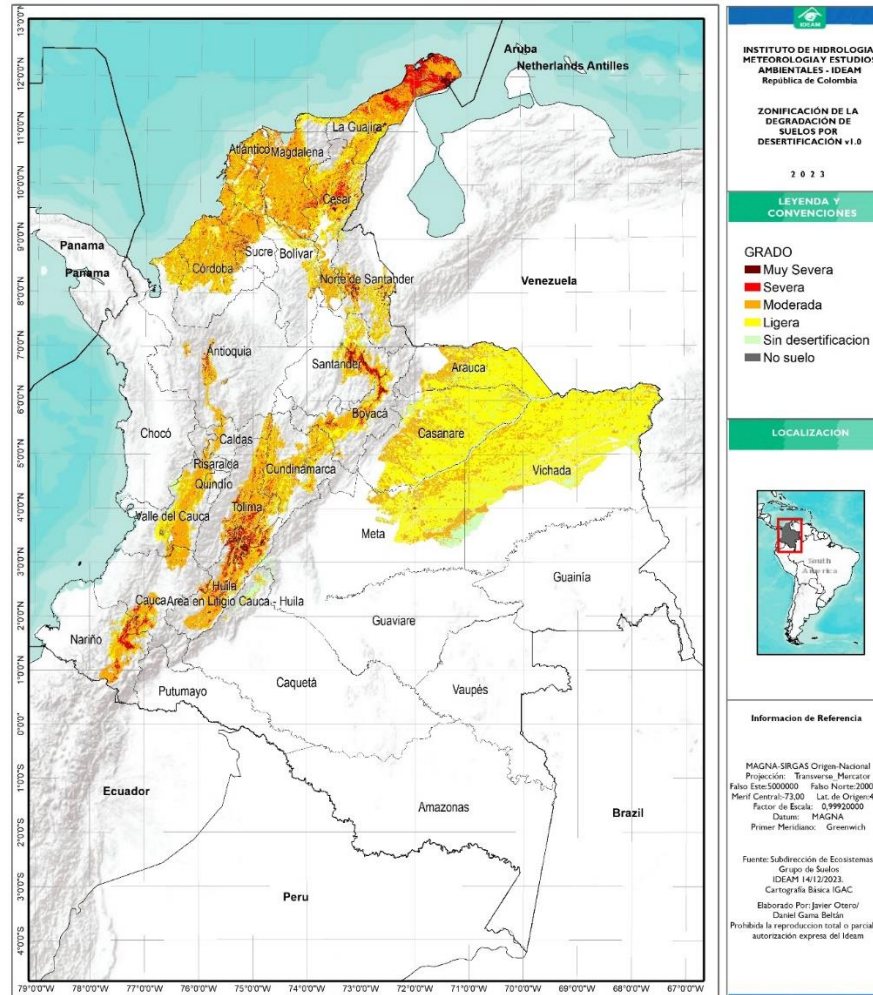 Aruba
Netherlands Antilles
La Guajira
Atlántico
Magdalena
Cesar
Panama
Panama
Sucre
Bolívar
Córdoba
Norte de Santander
Venezuela
Antioquia
Santander
Arauca
Boyacá
Chocó
Caldas
Casanare
Risaralda
Cundinamarca
Vichada
Quindío
Tolima
Valle del Cauca
Meta
Huila
Guainía
Cauca
Area en Litigio Cauca - Huila
Nariño
Guaviare
Caquetá
Vaupés
Putumayo
Ecuador
Amazonas
Brazil
Peru
13°0'0"N
12°0'0"N
11°0'0"N
10°0'0"N
9°0'0"N
8°0'0"N
7°0'0"N
6°0'0"N
5°0'0"N
4°0'0"N
3°0'0"N
2°0'0"N
1°0'0"N
0°0'0"
1°0'0"S
2°0'0"S
3°0'0"S
4°0'0"S
79°0'0"W
78°0'0"W
77°0'0"W
76°0'0"W
75°0'0"W
74°0'0"W
73°0'0"W
72°0'0"W
71°0'0"W
70°0'0"W
69°0'0"W
68°0'0"W
67°0'0"W
IDEAM
INSTITUTO DE HIDROLOGIA
METEOROLOGIA Y ESTUDIOS
AMBIENTALES - IDEAM
República de Colombia
ZONIFICACIÓN DE LA
DEGRADACIÓN DE
SUELOS POR
DESERTIFICACIÓN v1.0
2 0 2 3
LEYENDA Y
CONVENCIONES
GRADO
Muy Severa
Severa
Moderada
Ligera
Sin desertificacion
No suelo
LOCALIZACIÓN
South
America
Informacion de Referencia
MAGNA-SIRGAS Origen-Nacional
Projección: Transverse_Mercator
Falso Este:5000000 Falso Norte:2000
Merif Central:-73,00 Lat. de Origen:4
Factor de Escala: 0,99920000
Datum: MAGNA
Primer Meridiano: Greenwich
Fuente: Subdirección de Ecosistemas
Grupo de Suelos
IDEAM 14/12/2023.
Cartografía Básica IGAC
Elaborado Por: Javier Otero/
Daniel Gama Beltán
Prohibida la reproduccion total o parcial
autorización expresa del Ideam